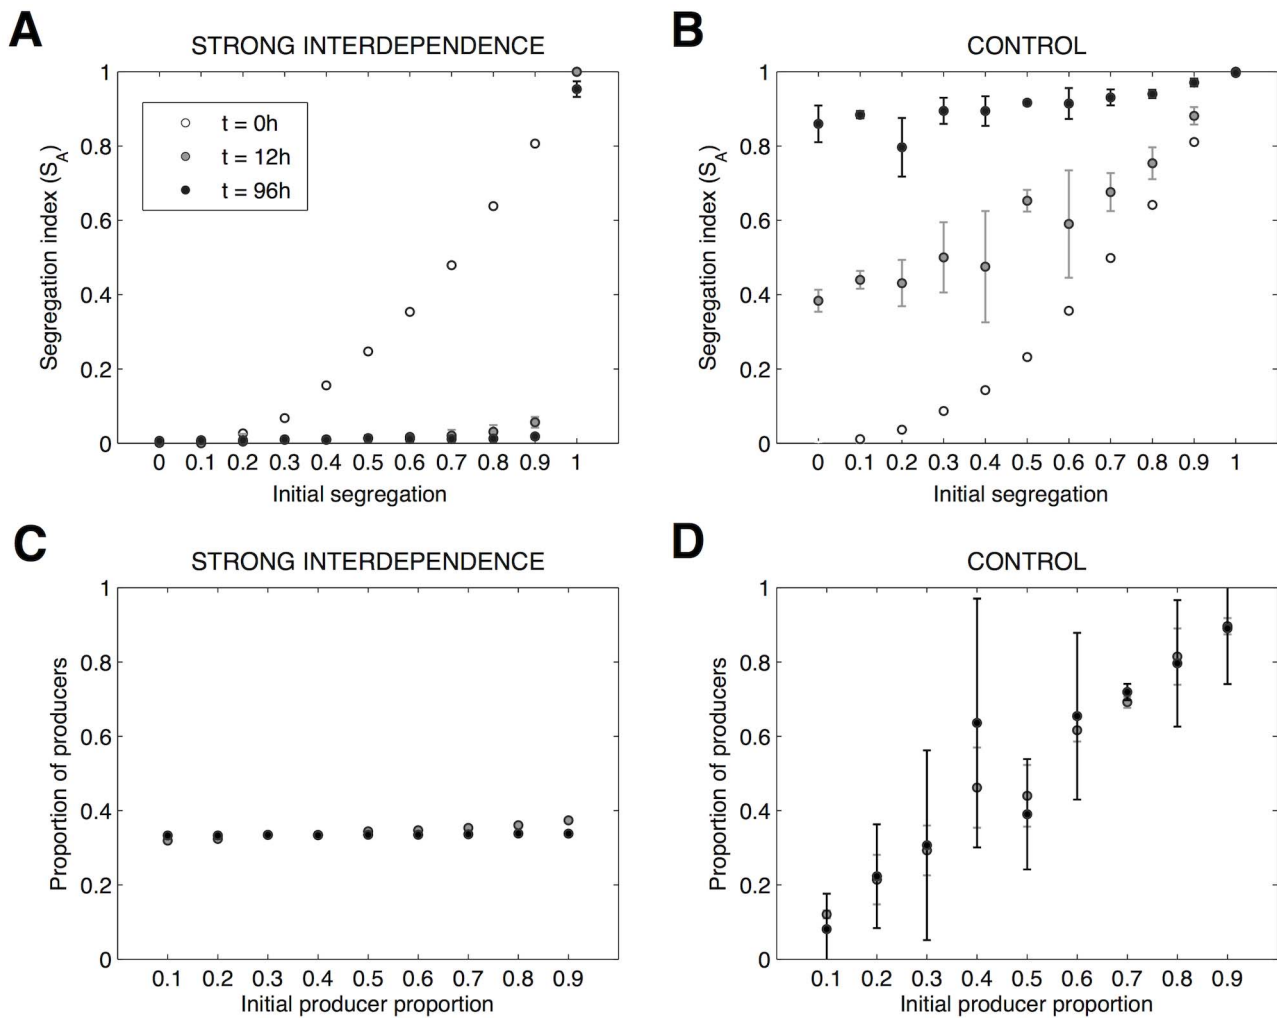 A
STRONG INTERDEPENDENCE
1
0.8
0.6
0.4
0.2
0
Segregation index (S_A)
t = 0h
t = 12h
t = 96h
0 0.1 0.2 0.3 0.4 0.5 0.6 0.7 0.8 0.9 1
Initial segregation
B
CONTROL
1
0.8
0.6
0.4
0.2
0
Segregation index (S_A)
0 0.1 0.2 0.3 0.4 0.5 0.6 0.7 0.8 0.9 1
Initial segregation
C
STRONG INTERDEPENDENCE
1
0.8
0.6
0.4
0.2
0
Proportion of producers
0.1 0.2 0.3 0.4 0.5 0.6 0.7 0.8 0.9
Initial producer proportion
D
CONTROL
1
0.8
0.6
0.4
0.2
0
Proportion of producers
0.1 0.2 0.3 0.4 0.5 0.6 0.7 0.8 0.9
Initial producer proportion